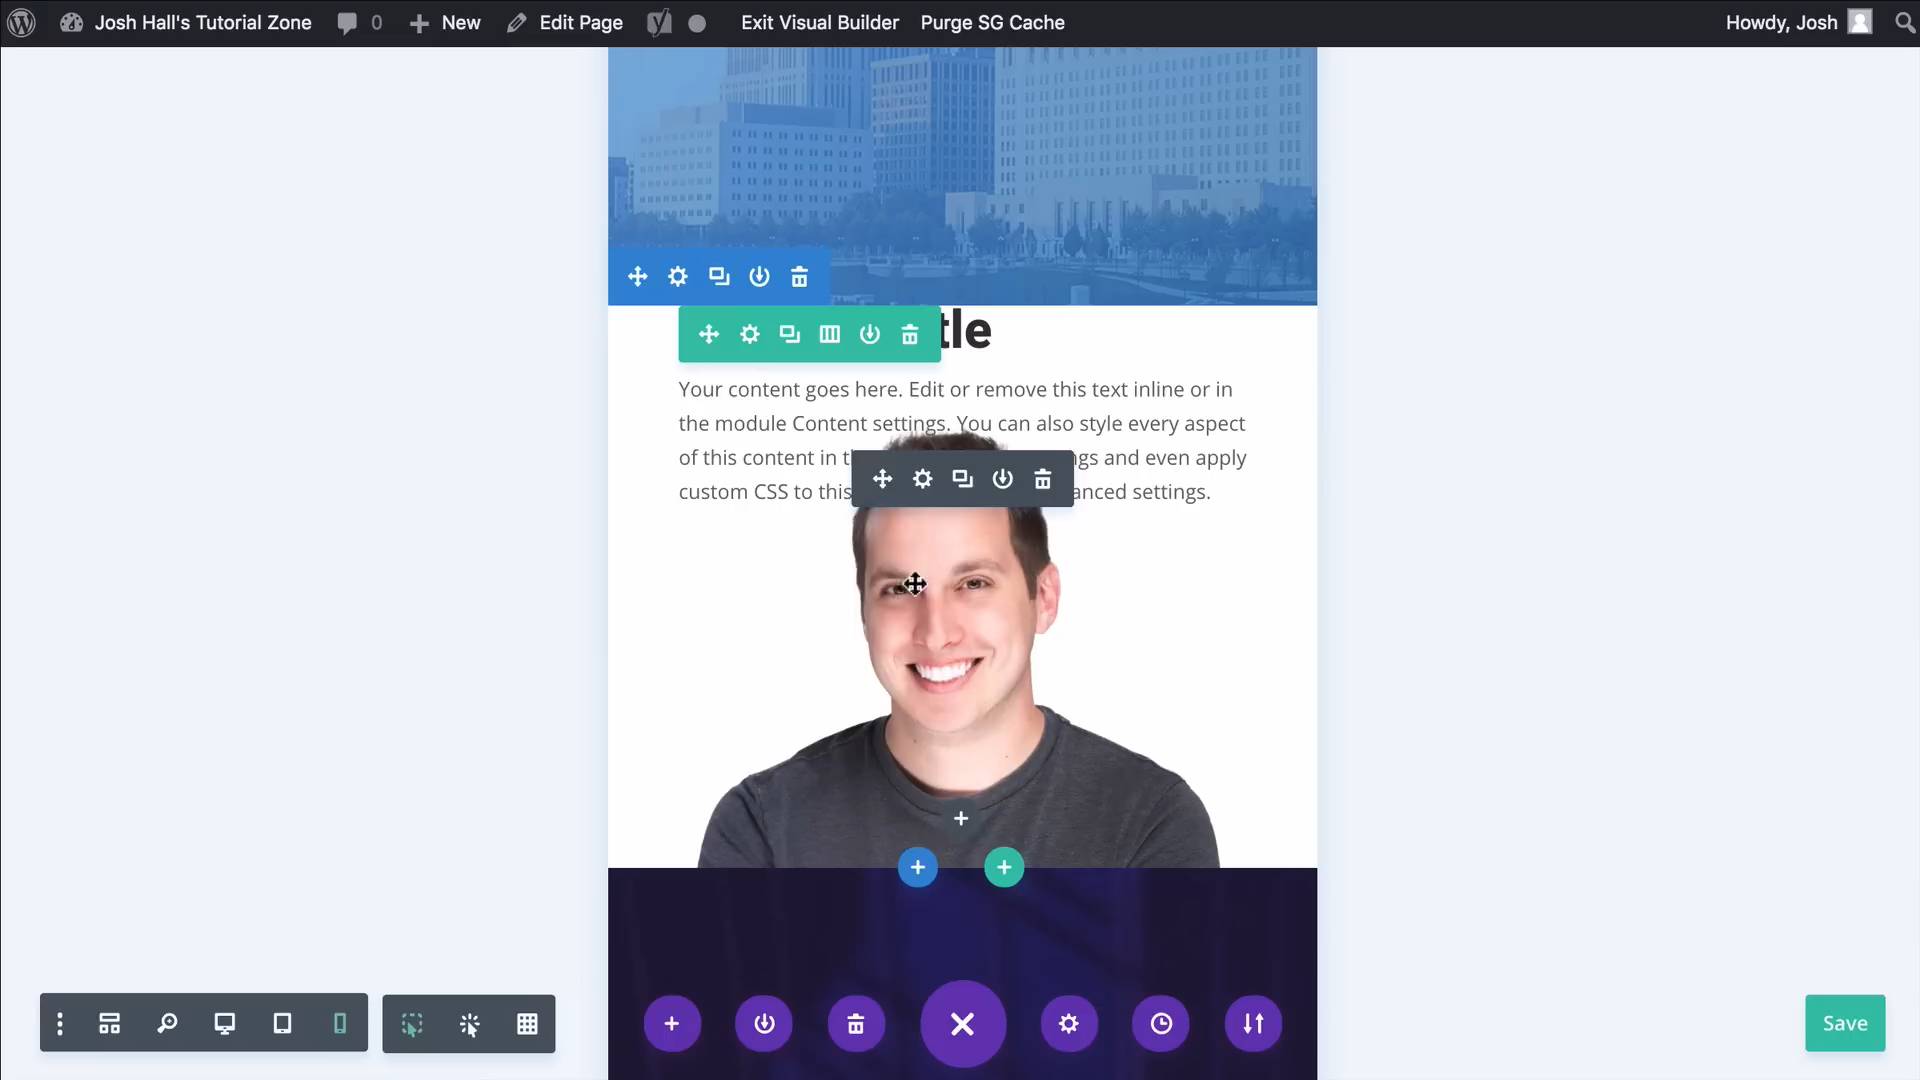 Josh Hall's Tutorial Zone 0 New Edit Page Exit Visual Builder Purge SG Cache Howdy, Josh
tle
Your content goes here. Edit or remove this text inline or in
the module Content settings. You can also style every aspect
of this content in t ngs and even apply
custom CSS to this anced settings.
Save